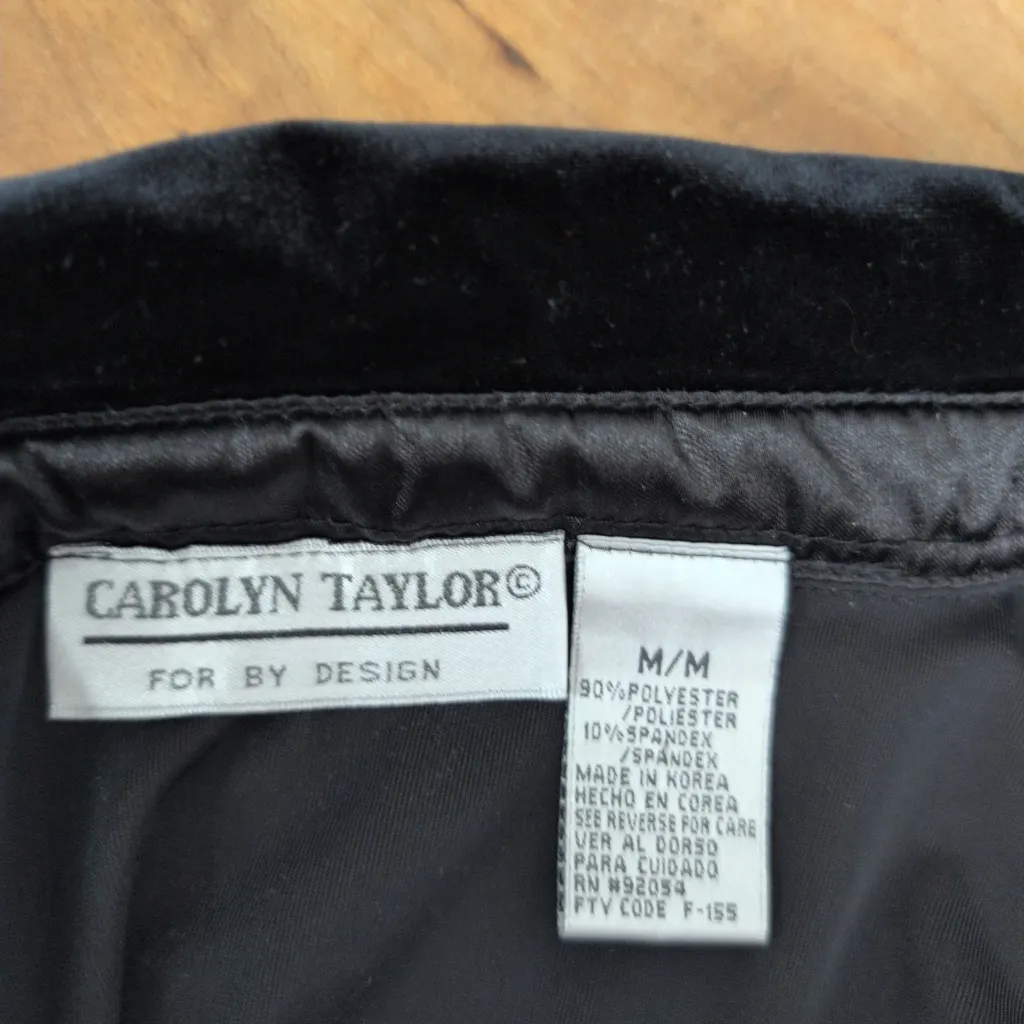 CAROLYN TAYLOR©
FOR BY DESIGN
M/M
90%POLYESTER
/POLIESTER
10%SPANDEX
/SPANDEX
MADE IN KOREA
HECHO EN COREA
SEE REVERSE FOR CARE
VER AL DORSO
PARA CUIDADO
RN #92054
FTY CODE F-155